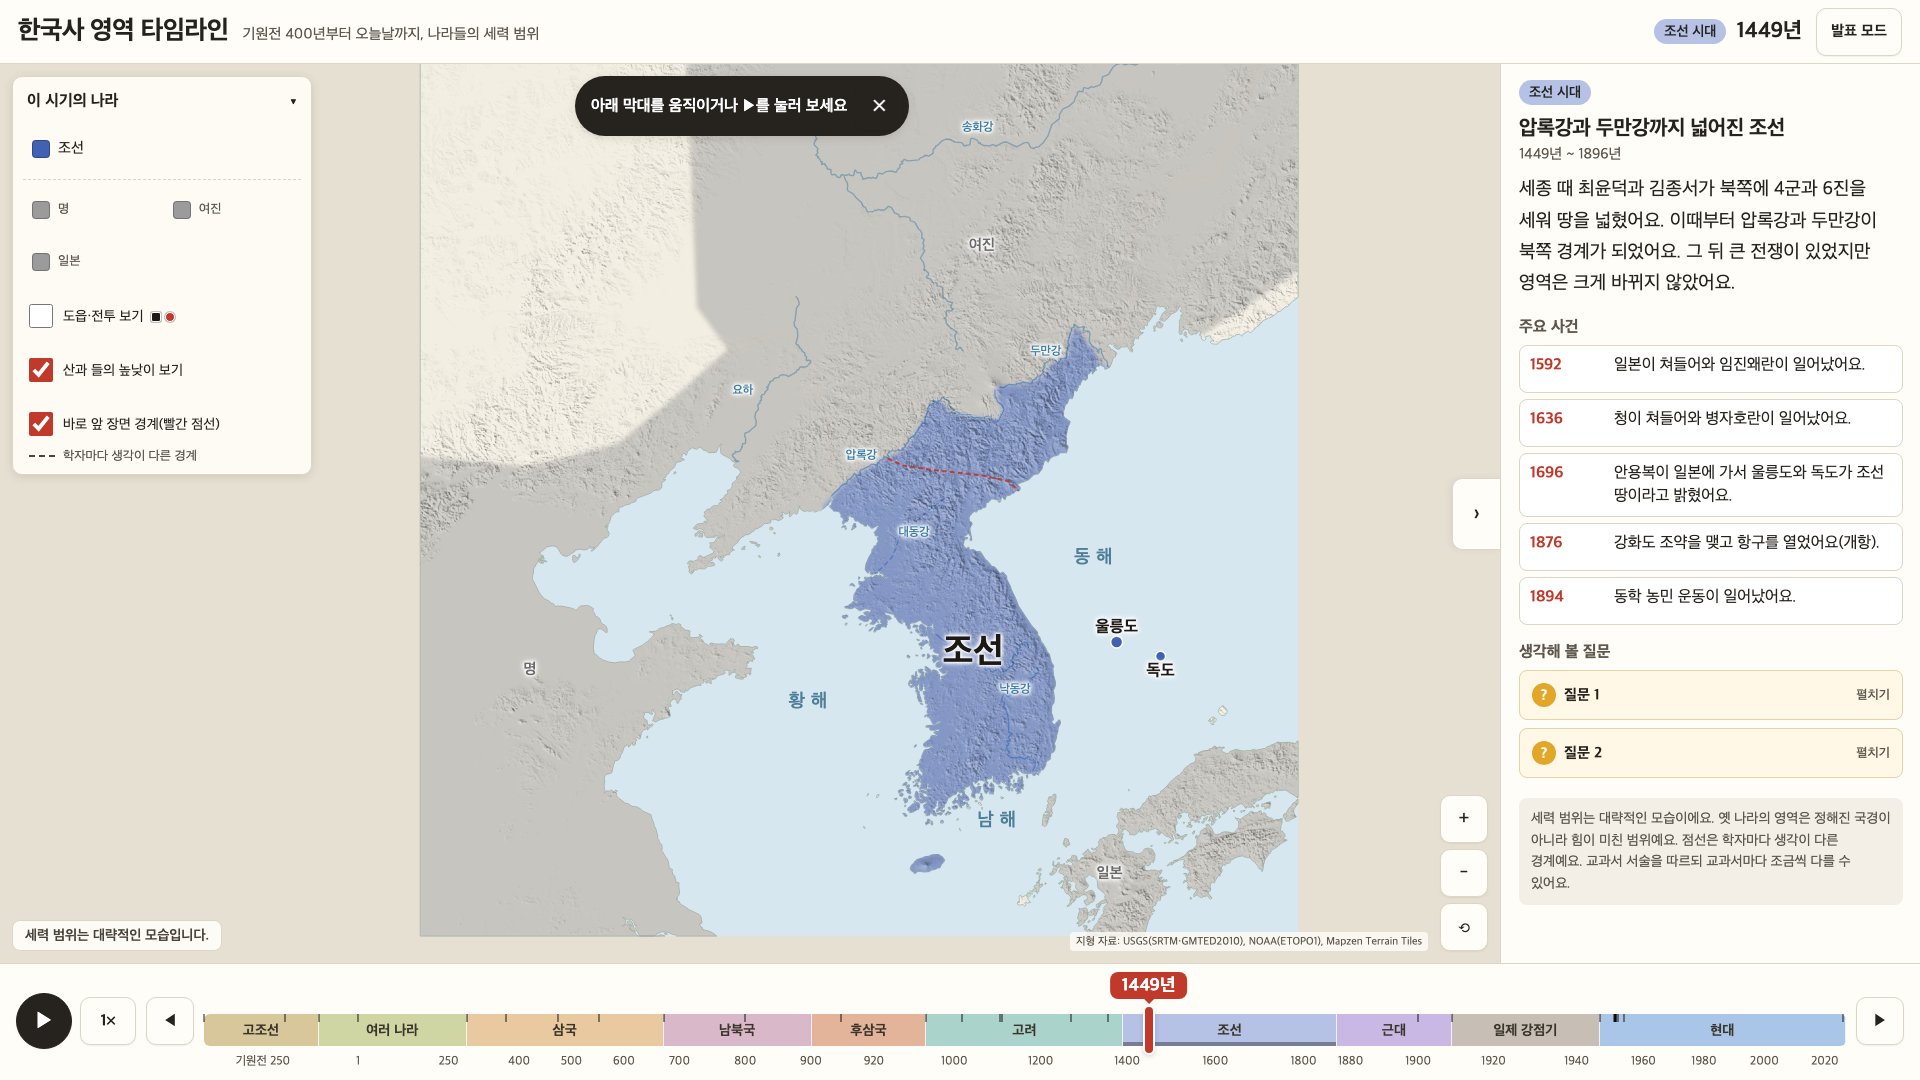 한국사 영역 타임라인
기원전 400년부터 오늘날까지, 나라들의 세력 범위
조선 시대
1449년
발표 모드
이 시기의 나라
조선
명
여진
일본
도읍·전투 보기
산과 들의 높낮이 보기
바로 앞 장면 경계(빨간 점선)
학자마다 생각이 다른 경계
아래 막대를 움직이거나 ▶를 눌러 보세요
송화강
여진
두만강
요하
압록강
대동강
동해
울릉도
독도
조선
명
낙동강
황해
남해
일본
세력 범위는 대략적인 모습입니다.
지형 자료: USGS(SRTM·GMTED2010), NOAA(ETOPO1), Mapzen Terrain Tiles
조선 시대
압록강과 두만강까지 넓어진 조선
1449년 ~ 1896년
세종 때 최윤덕과 김종서가 북쪽에 4군과 6진을
세워 땅을 넓혔어요. 이때부터 압록강과 두만강이
북쪽 경계가 되었어요. 그 뒤 큰 전쟁이 있었지만
영역은 크게 바뀌지 않았어요.
주요 사건
1592 일본이 쳐들어와 임진왜란이 일어났어요.
1636 청이 쳐들어와 병자호란이 일어났어요.
1696 안용복이 일본에 가서 울릉도와 독도가 조선
땅이라고 밝혔어요.
1876 강화도 조약을 맺고 항구를 열었어요(개항).
1894 동학 농민 운동이 일어났어요.
생각해 볼 질문
? 질문 1 펼치기
? 질문 2 펼치기
세력 범위는 대략적인 모습이에요. 옛 나라의 영역은 정해진 국경이
아니라 힘이 미친 범위예요. 점선은 학자마다 생각이 다른
경계예요. 교과서 서술을 따르되 교과서마다 조금씩 다를 수
있어요.
1449년
1×
고조선 여러 나라 삼국 남북국 후삼국 고려 조선 근대 일제 강점기 현대
기원전 250 1 250 400 500 600 700 800 900 920 1000 1200 1400 1600 1800 1880 1900 1920 1940 1960 1980 2000 2020